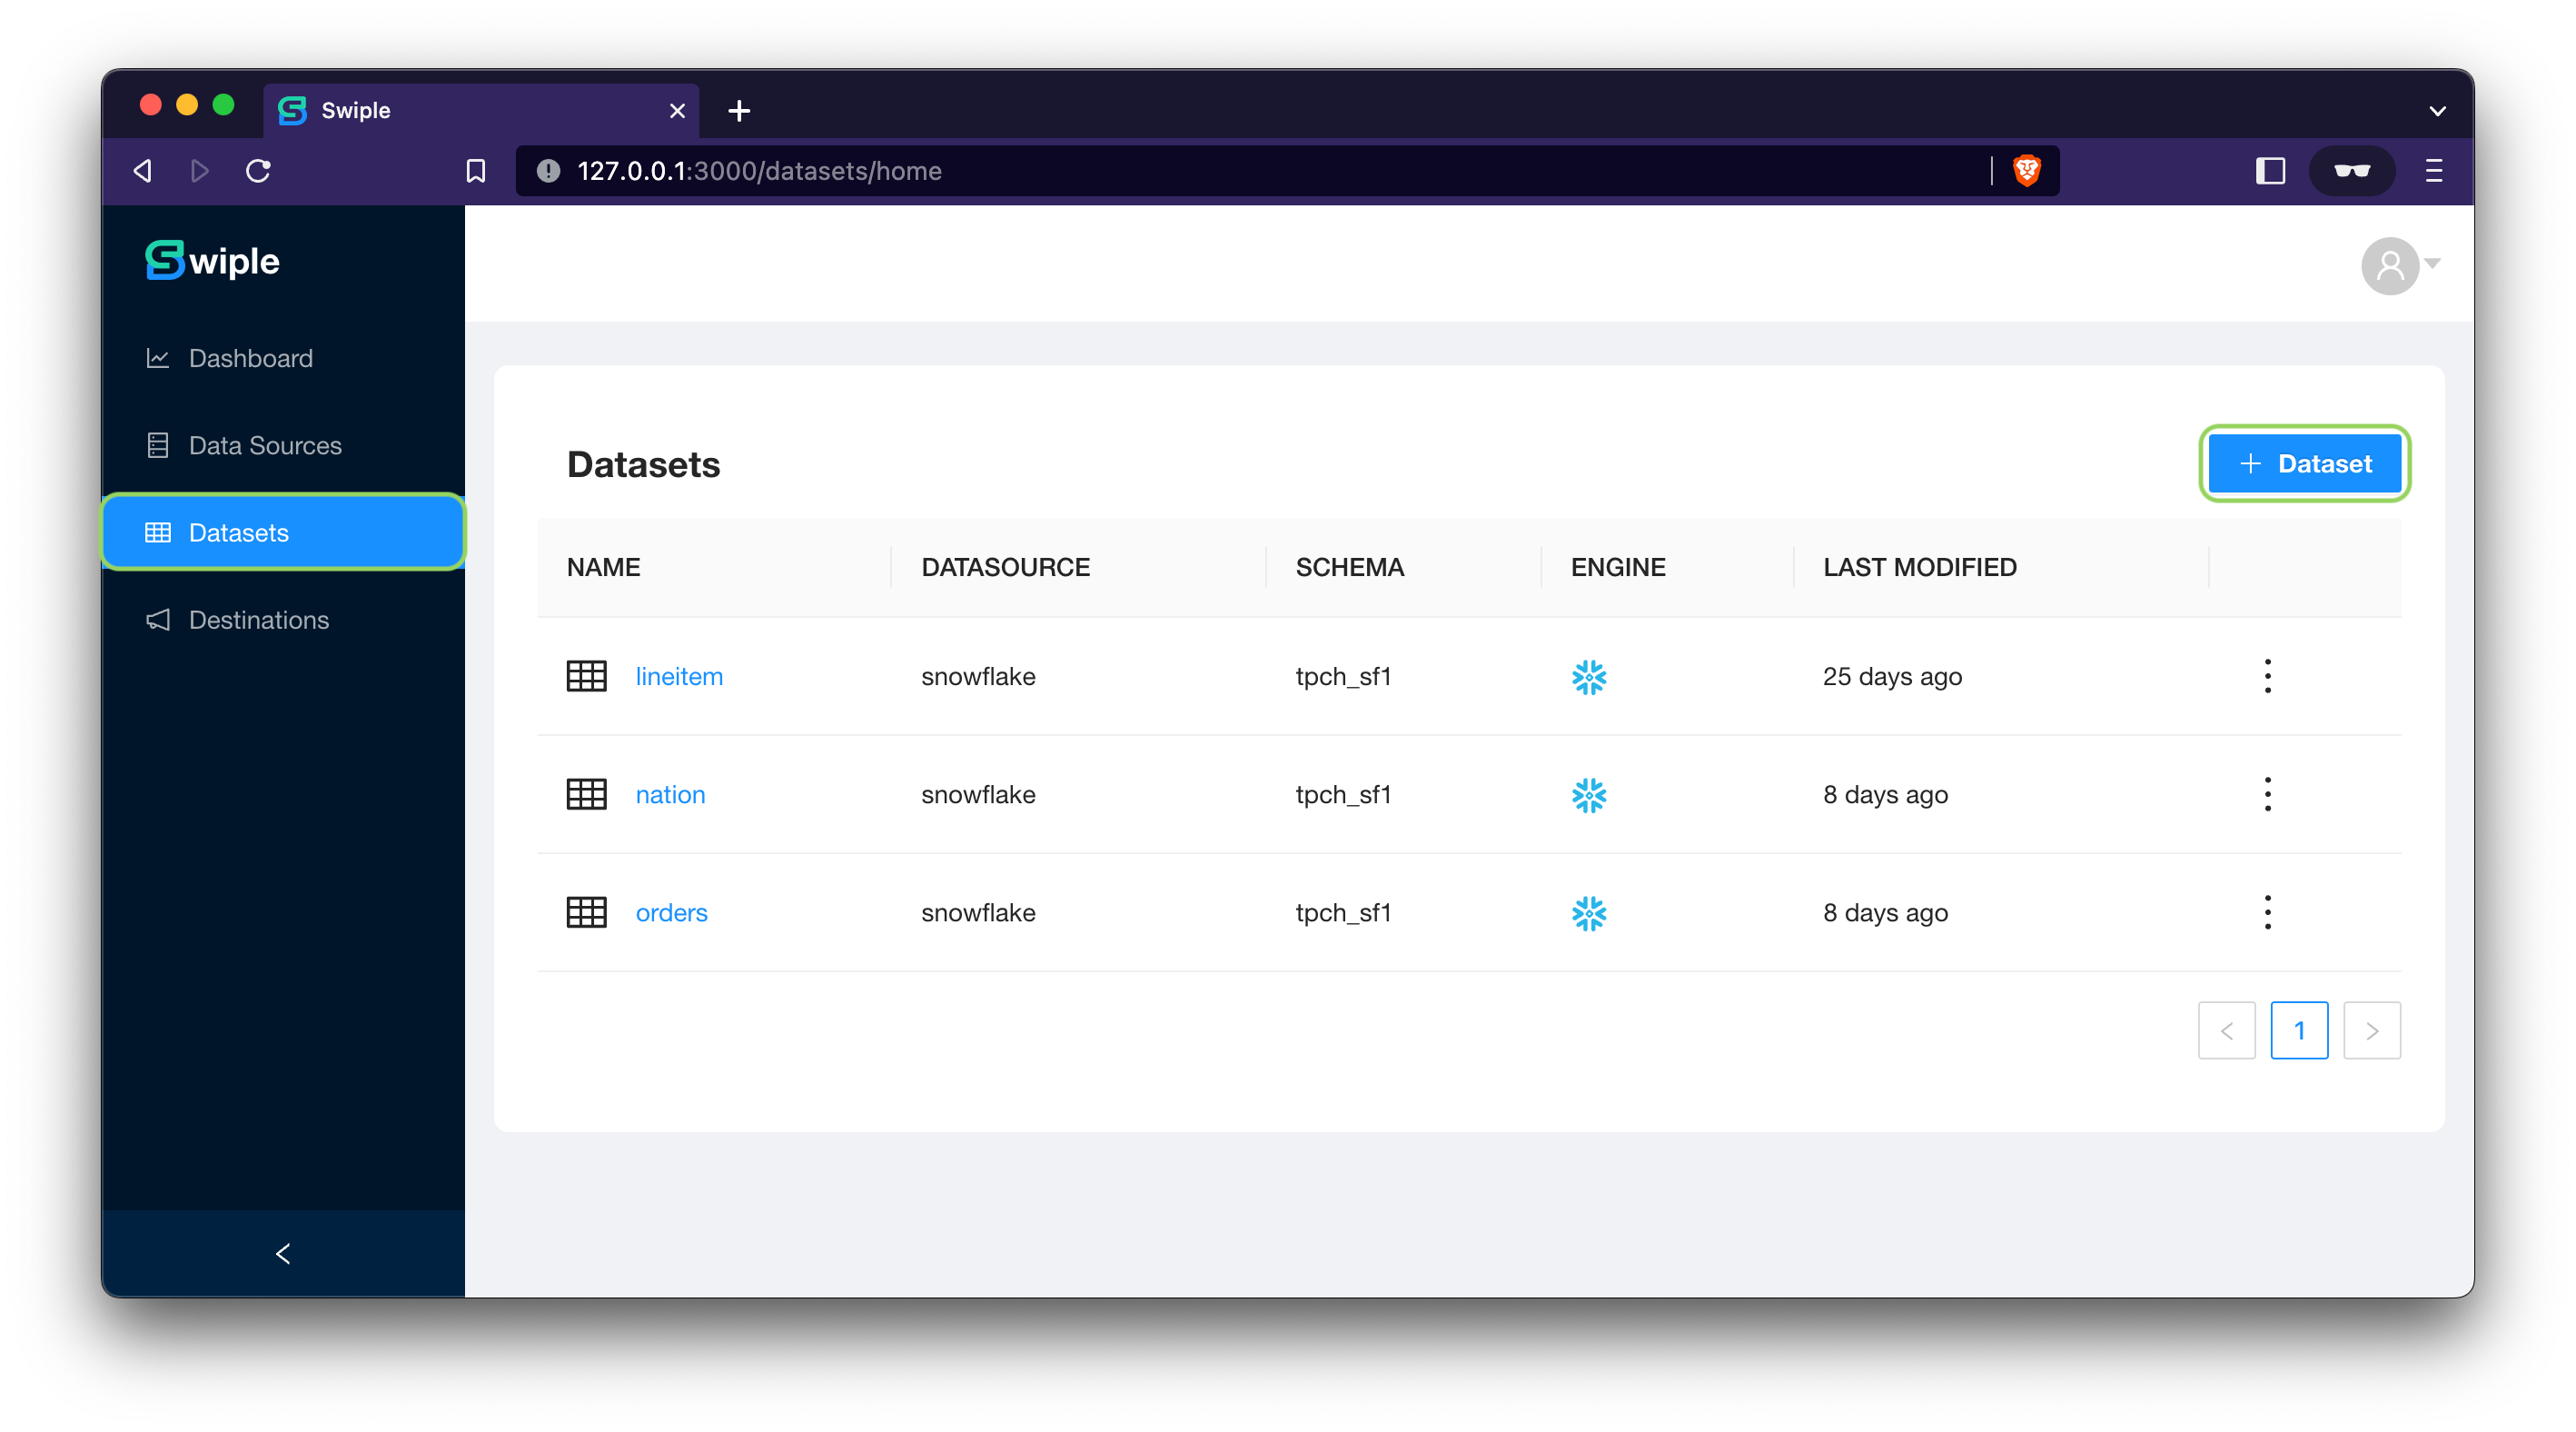 Swiple
127.0.0.1:3000/datasets/home
Swiple
Dashboard
Data Sources
Datasets
Destinations
Datasets
Dataset
NAME DATASOURCE SCHEMA ENGINE LAST MODIFIED
lineitem snowflake tpch_sf1 25 days ago
nation snowflake tpch_sf1 8 days ago
orders snowflake tpch_sf1 8 days ago
1